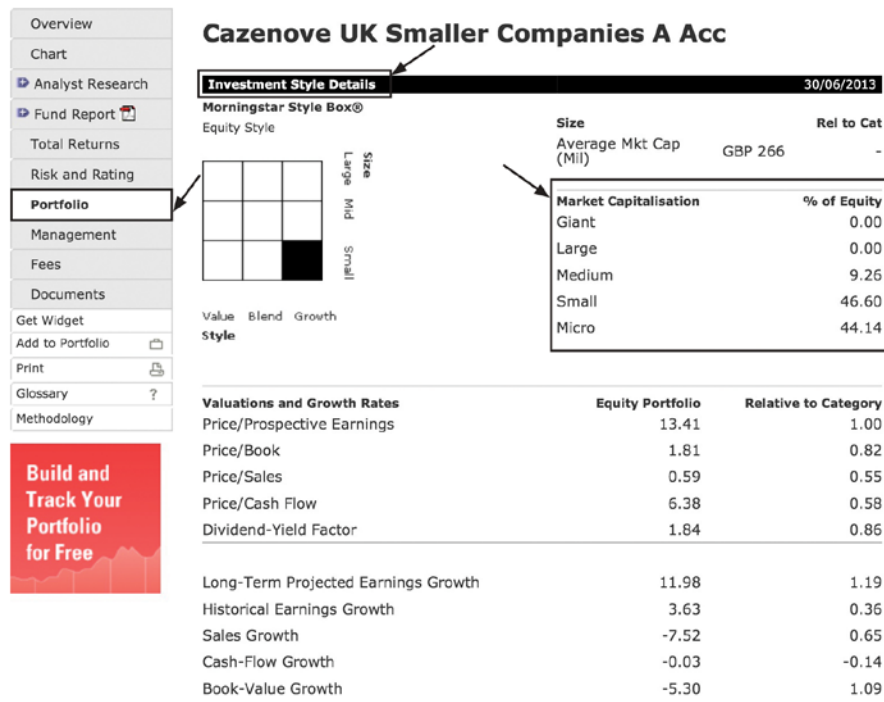 Overview
Chart
Analyst Research
Fund Report
Total Returns
Risk and Rating
Portfolio
Management
Fees
Documents
Get Widget
Add to Portfolio
Print
Glossary ?
Methodology
Build and
Track Your
Portfolio
for Free
Cazenove UK Smaller Companies A Acc
Investment Style Details 30/06/2013
Morningstar Style Box®
Equity Style
Large Mid Small
Size
Value Blend Growth
Style
Size Rel to Cat
Average Mkt Cap
(Mil) GBP 266 -
Market Capitalisation % of Equity
Giant 0.00
Large 0.00
Medium 9.26
Small 46.60
Micro 44.14
Valuations and Growth Rates Equity Portfolio Relative to Category
Price/Prospective Earnings 13.41 1.00
Price/Book 1.81 0.82
Price/Sales 0.59 0.55
Price/Cash Flow 6.38 0.58
Dividend-Yield Factor 1.84 0.86
Long-Term Projected Earnings Growth 11.98 1.19
Historical Earnings Growth 3.63 0.36
Sales Growth -7.52 0.65
Cash-Flow Growth -0.03 -0.14
Book-Value Growth -5.30 1.09